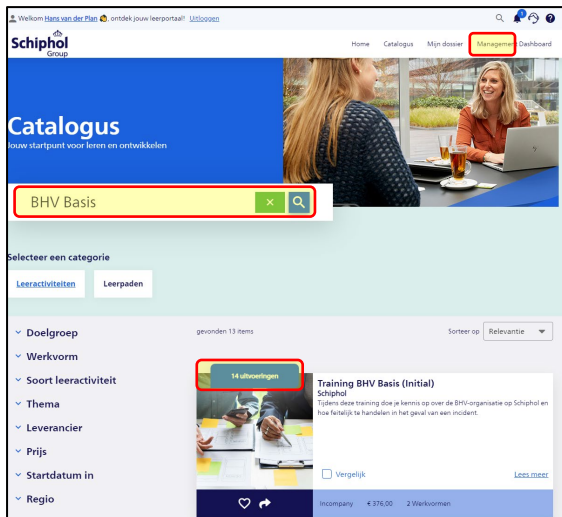 Welkom Hans van der Plan, ontdek jouw leerportaal! Uitloggen
Schiphol
Group
Home Catalogus Mijn dossier Management Dashboard
Catalogus
Jouw startpunt voor leren en ontwikkelen
BHV Basis
Selecteer een categorie
Leeractiviteiten Leerpaden
Doelgroep
gevonden 13 items
Sorteer op Relevantie
Werkvorm
Soort leeractiviteit
Thema
Leverancier
Prijs
Startdatum in
Regio
14 uitvoeringen
Training BHV Basis (Initial)
Schiphol
Tijdens deze training doe je kennis op over de BHV-organisatie op Schiphol en
hoe feitelijk te handelen in het geval van een incident.
Vergelijk
Lees meer
Incompany € 376,00 2 Werkvormen